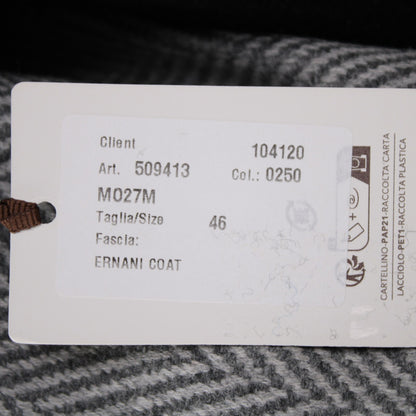 Client 104120
Art. 509413 Col.: 0250
MO27M
Taglia/Size 46
Fascia:
ERNANI COAT
CARTELLINO-PAP21-RACCOLTA CARTA
LACCIOLO-PET1-RACCOLTA PLASTICA